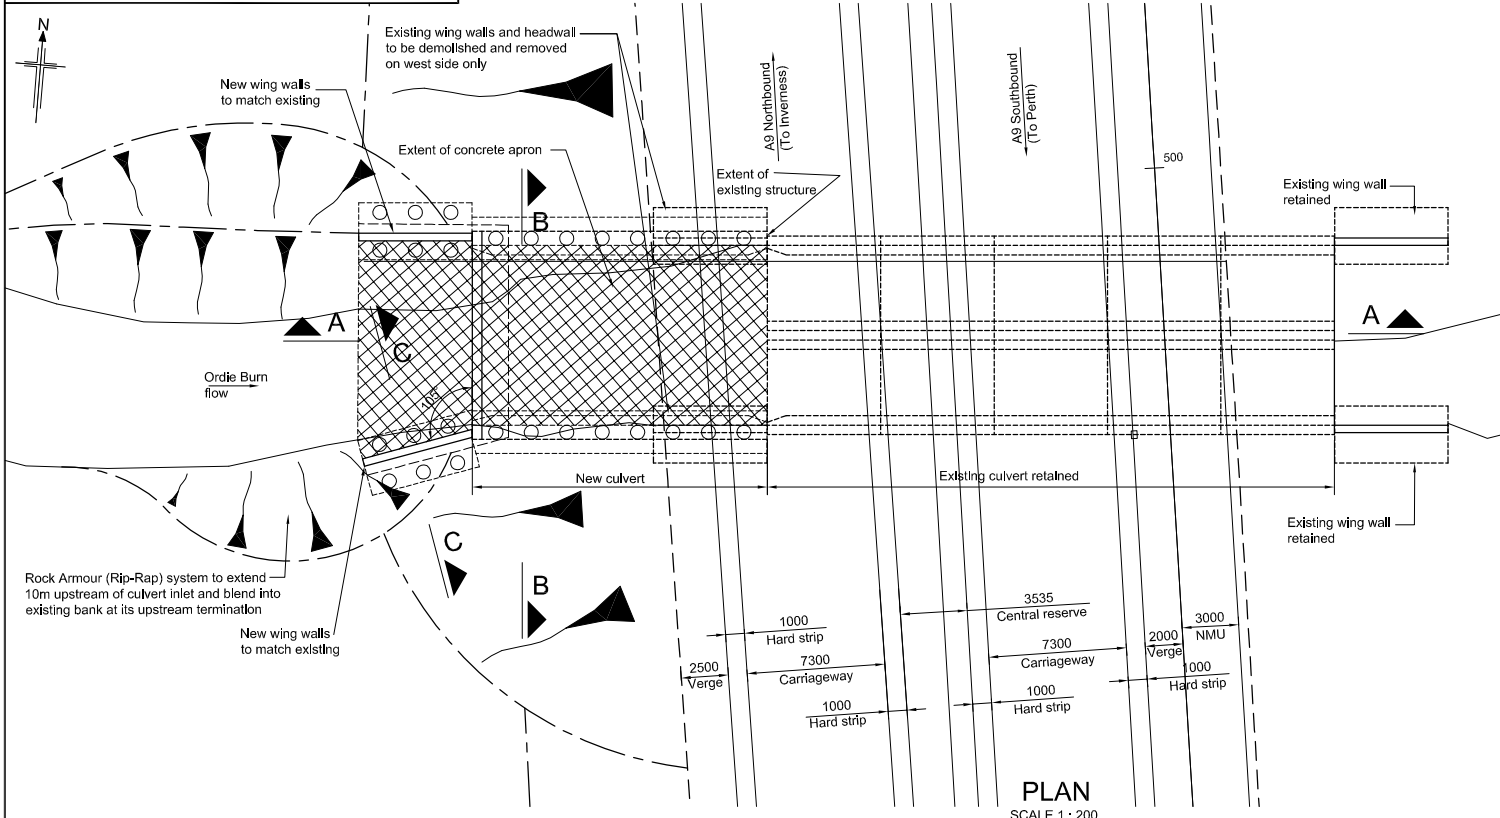 N
Existing wing walls and headwall
to be demolished and removed
on west side only
New wing walls
to match existing
Extent of concrete apron
A9 Northbound
(To Inverness)
A9 Southbound
(To Perth)
500
Extent of
existing structure
Existing wing wall
retained
B
A
C
A
Ordie Burn
flow
105°
New culvert
Existing culvert retained
Existing wing wall
retained
C
B
Rock Armour (Rip-Rap) system to extend
10m upstream of culvert inlet and blend into
existing bank at its upstream termination
New wing walls
to match existing
1000
Hard strip
3535
Central reserve
3000
NMU
2000
Verge
2500
Verge
7300
Carriageway
7300
Carriageway
1000
Hard strip
1000
Hard strip
1000
Hard strip
PLAN
SCALE 1 : 200